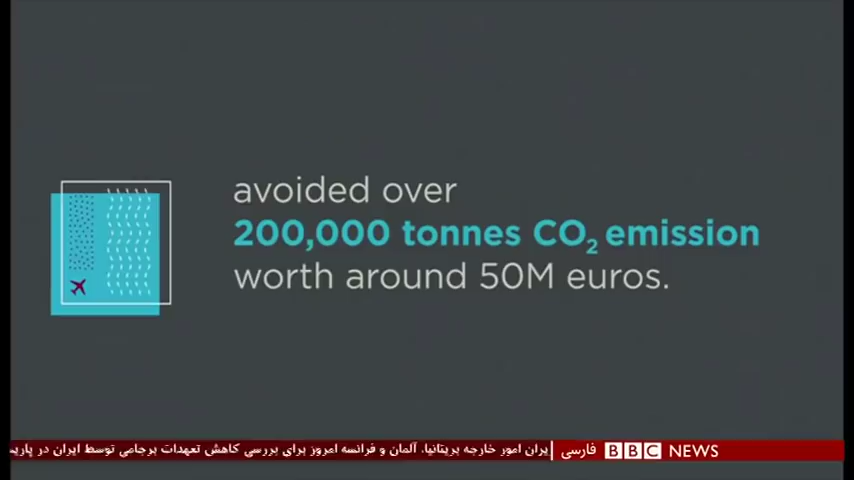 avoided over
200,000 tonnes CO₂ emission
worth around 50M euros.
یران امور خارجه بریتانیا، آلمان و فرانسه امروز برای بررسی کاهش تعهدات برجامی توسط ایران در پاریس
فارسی BBC NEWS